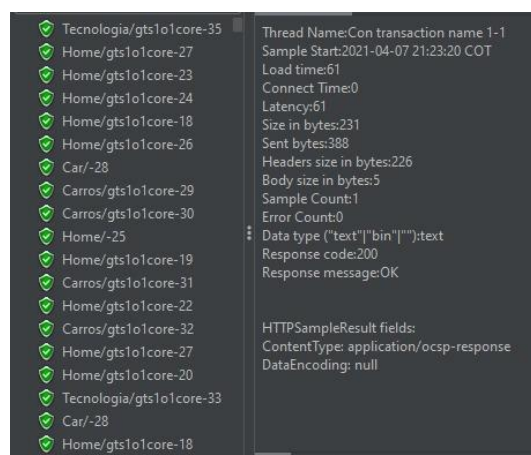 Tecnologia/gts1o1core-35
Home/gts1o1core-27
Home/gts1o1core-23
Home/gts1o1core-24
Home/gts1o1core-18
Home/gts1o1core-26
Car/-28
Carros/gts1o1core-29
Carros/gts1o1core-30
Home/-25
Home/gts1o1core-19
Carros/gts1o1core-31
Home/gts1o1core-22
Carros/gts1o1core-32
Home/gts1o1core-27
Home/gts1o1core-20
Tecnologia/gts1o1core-33
Car/-28
Home/gts1o1core-18
Thread Name:Con transaction name 1-1
Sample Start:2021-04-07 21:23:20 COT
Load time:61
Connect Time:0
Latency:61
Size in bytes:231
Sent bytes:388
Headers size in bytes:226
Body size in bytes:5
Sample Count:1
Error Count:0
Data type ("text"|"bin"|""):text
Response code:200
Response message:OK
HTTPSampleResult fields:
ContentType: application/ocsp-response
DataEncoding: null